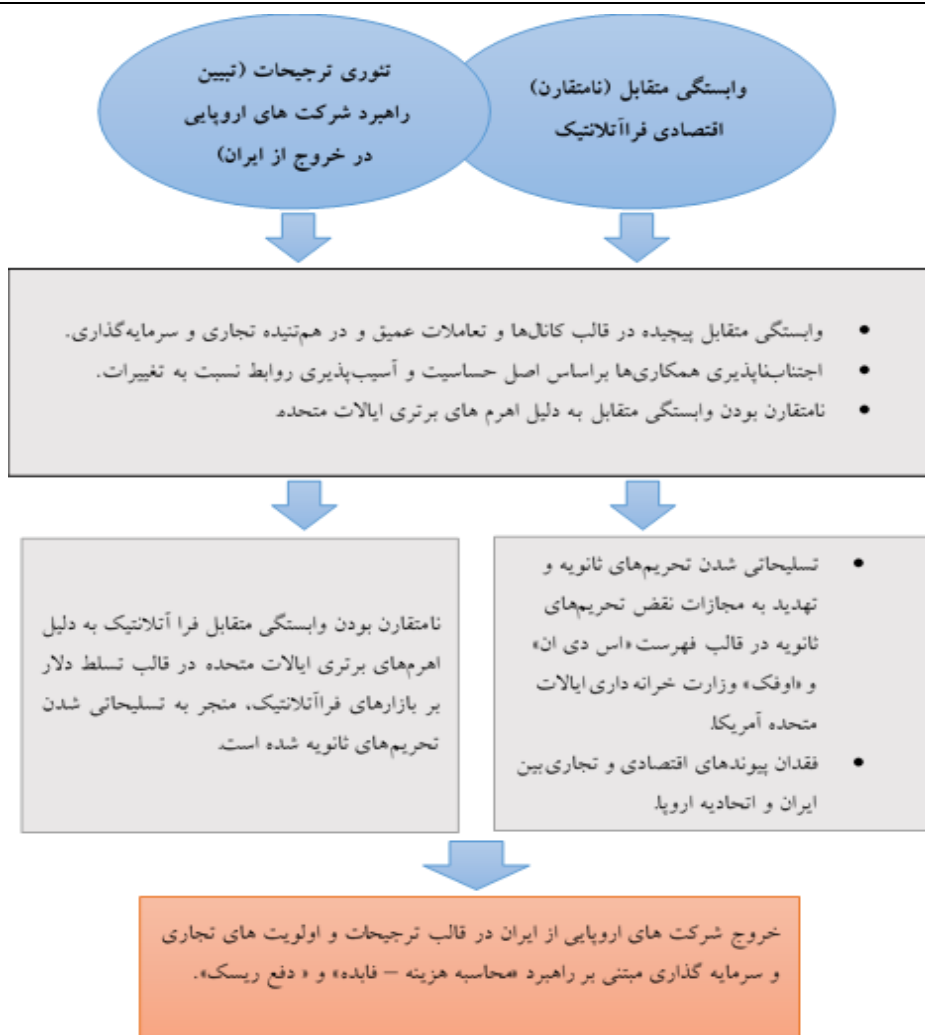 وابستگی متقابل (نامتقارن)
اقتصادی فراآتلانتیک
تئوری ترجیحات (تبیین
راهبرد شرکت های اروپایی
در خروج از ایران)
• وابستگی متقابل پیچیده در قالب کانال‌ها و تعاملات عمیق و در هم‌تنیده تجاری و سرمایه‌گذاری.
• اجتناب‌ناپذیری همکاری‌ها براساس اصل حساسیت و آسیب‌پذیری روابط نسبت به تغییرات.
• نامتقارن بودن وابستگی متقابل به دلیل اهرم های برتری ایالات متحده.
• تسلیحاتی شدن تحریم‌های ثانویه و
تهدید به مجازات نقض تحریم‌های
ثانویه در قالب فهرست «اس دی ان»
و «اوفک» وزارت خرانه داری ایالات
متحده آمریکا.
• فقدان پیوندهای اقتصادی و تجاری‌بین
ایران و اتحادیه اروپا.
نامتقارن بودن وابستگی متقابل فرا آتلانتیک به دلیل
اهرم‌های برتری ایالات متحده در قالب تسلط دلار
بر بازارهای فراآتلانتیک، منجر به تسلیحاتی شدن
تحریم‌های ثانویه شده است.
خروج شرکت های اروپایی از ایران در قالب ترجیحات و اولویت های تجاری
و سرمایه گذاری مبتنی بر راهبرد «محاسبه هزینه – فایده» و « دفع ریسک».